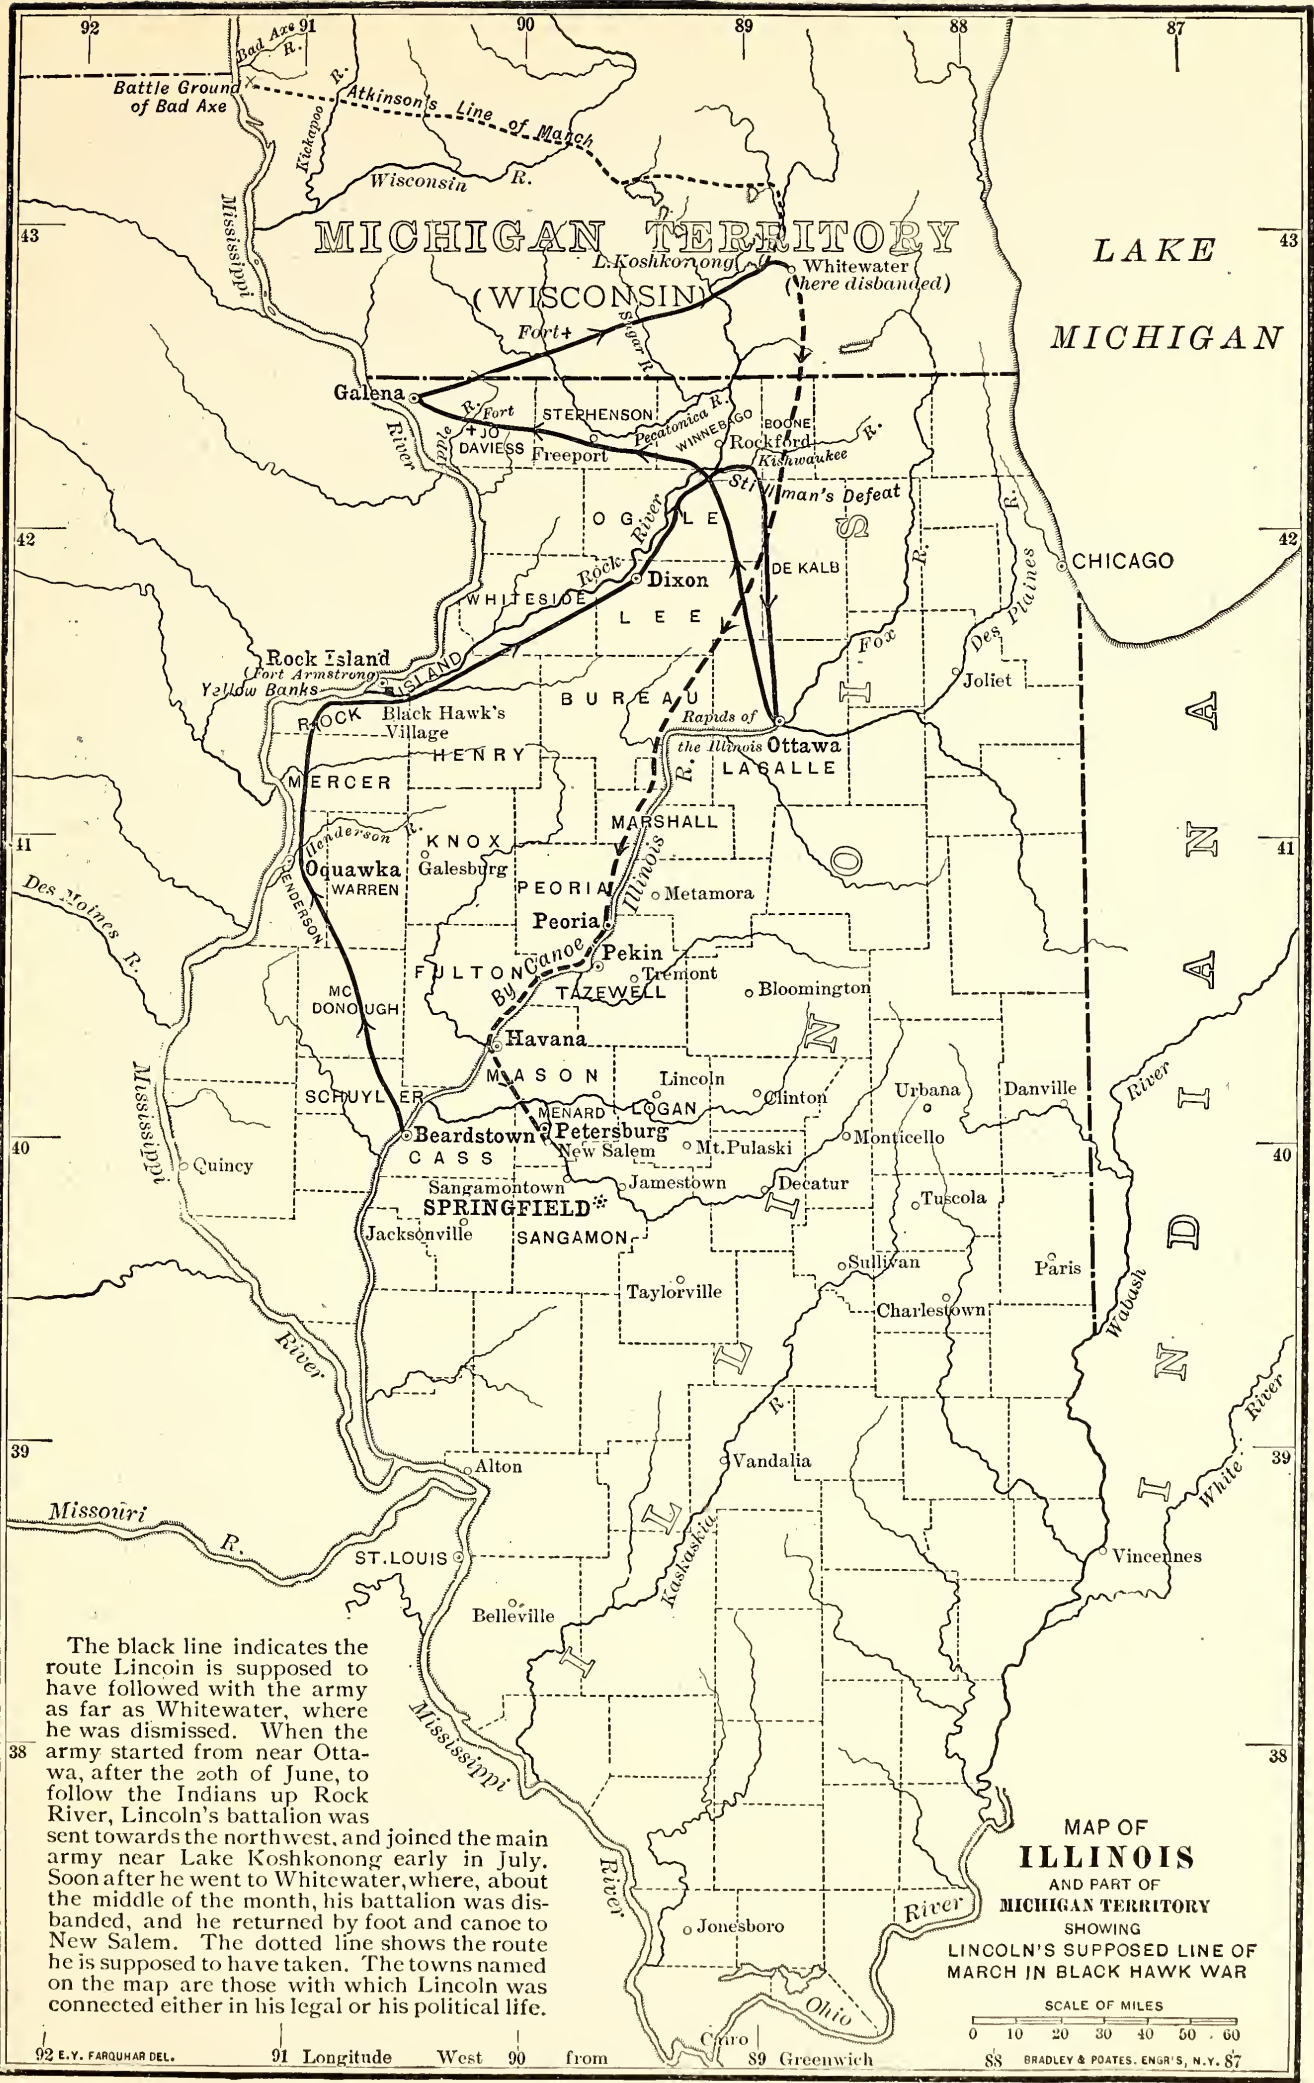 92
91
90
89
88
87
Bad Axe
R.
Battle Ground
of Bad Axe
Kickapoo
R.
Atkinson's Line of March
Wisconsin R.
Mississippi
43
43
MICHIGAN TERRITORY
(WISCONSIN)
LAKE
MICHIGAN
L. Koshkonong
Whitewater
(here disbanded)
Fort
Sugar R.
Galena
River
R.
Fort
JO
DAVIESS
STEPHENSON
Freeport
Pecatonica R.
WINNEBAGO
BOONE
Rockford
Kishwaukee
R.
Stillman's Defeat
OGLE
Rock River
42
42
Dixon
DE KALB
R.
Des Plaines
R.
CHICAGO
WHITESIDE
LEE
Fox
Rock Island
(Fort Armstrong)
Yellow Banks
ROCK ISLAND
Black Hawk's
Village
BUREAU
Joliet
Rapids of
the Illinois
Ottawa
LASALLE
HENRY
MERCER
R.
MARSHALL
41
41
Henderson R.
KNOX
Galesburg
Oquawka
WARREN
HENDERSON
PEORIA
Illinois
Metamora
Peoria
Des Moines R.
Pekin
By Canoe
FULTON
Tremont
TAZEWELL
Bloomington
MC
DONOUGH
Havana
MASON
Lincoln
Clinton
Urbana
Danville
River
Mississippi
SCHUYLER
MENARD
LOGAN
Beardstown
Petersburg
New Salem
Mt.Pulaski
Monticello
40
40
CASS
Quincy
Sangamontown
Jamestown
Decatur
Tuscola
SPRINGFIELD
Jacksonville
SANGAMON
Sullivan
Paris
Taylorville
Charlestown
Wabash
River
R.
River
White
39
39
Alton
Vandalia
Missouri
R.
ST.LOUIS
Kaskaskia
Vincennes
Belleville
ILLINOIS
INDIANA
Mississippi
River
38
38
The black line indicates the
route Lincoln is supposed to
have followed with the army
as far as Whitewater, where
he was dismissed. When the
army started from near Otta-
wa, after the 20th of June, to
follow the Indians up Rock
River, Lincoln's battalion was
sent towards the northwest, and joined the main
army near Lake Koshkonong early in July.
Soon after he went to Whitewater, where, about
the middle of the month, his battalion was dis-
banded, and he returned by foot and canoe to
New Salem. The dotted line shows the route
he is supposed to have taken. The towns named
on the map are those with which Lincoln was
connected either in his legal or his political life.
Jonesboro
River
Ohio
Cairo
MAP OF
ILLINOIS
AND PART OF
MICHIGAN TERRITORY
SHOWING
LINCOLN'S SUPPOSED LINE OF
MARCH IN BLACK HAWK WAR
SCALE OF MILES
0 10 20 30 40 50 60
92 E.Y. FARQUHAR DEL. 91 Longitude West 90 from 89 Greenwich 88 BRADLEY & POATES. ENGR'S, N.Y. 87